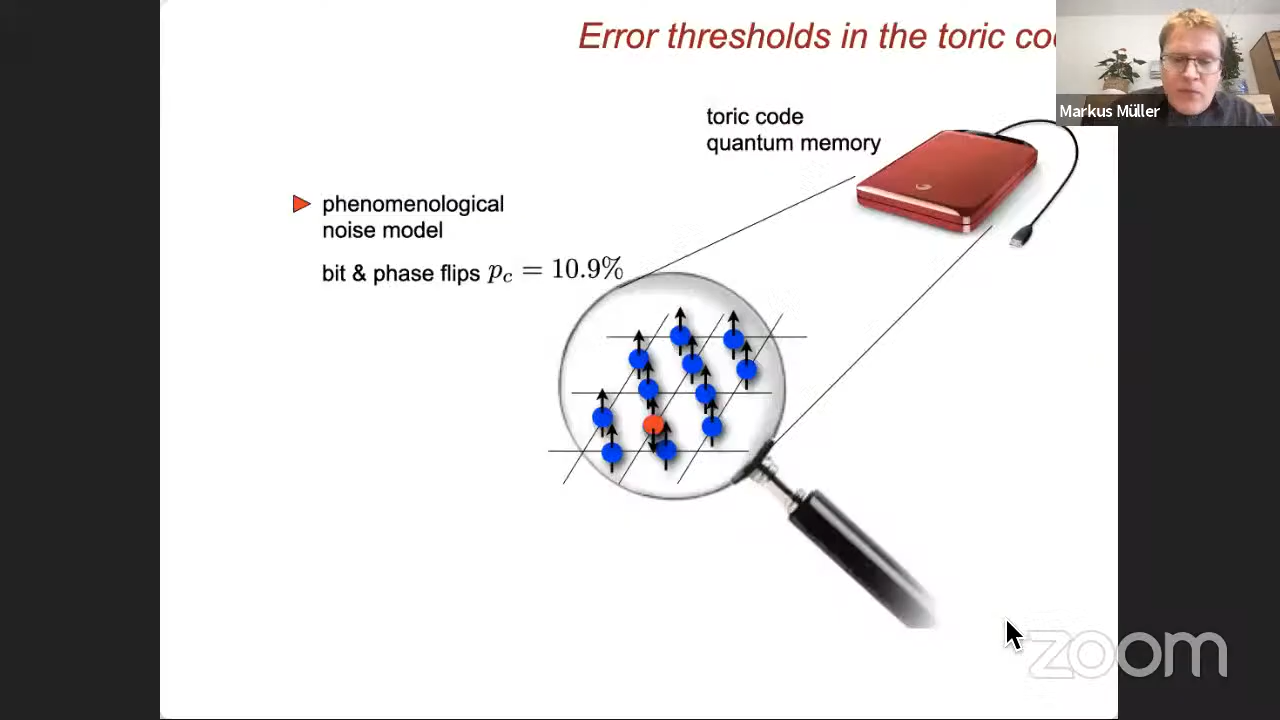 Error thresholds in the toric co
Markus Müller
toric code
quantum memory
phenomenological
noise model
bit & phase flips p_c = 10.9%
zoom